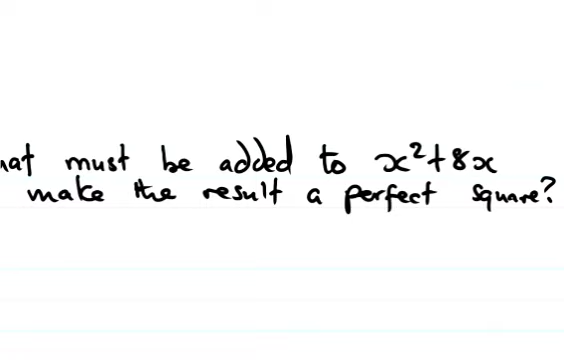 hat must be added to x²+8x
make the result a perfect square?